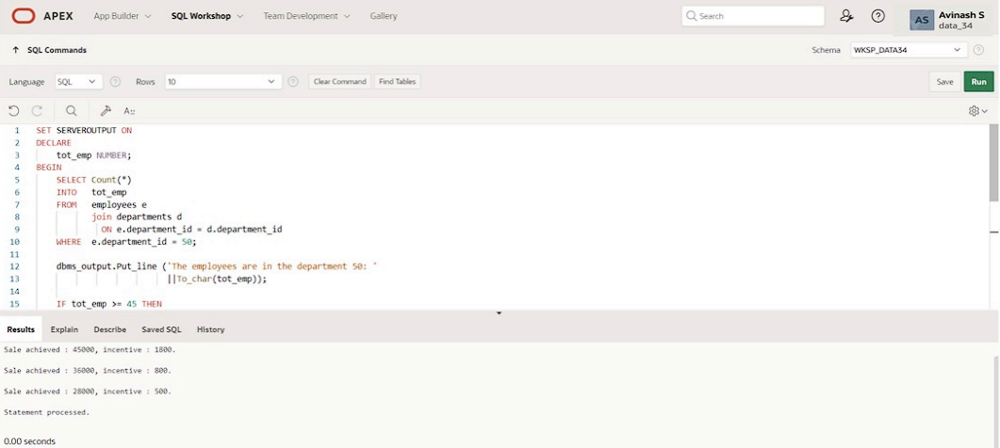 APEX App Builder SQL Workshop Team Development Gallery Search AS Avinash S
data_34
↑ SQL Commands Schema WKSP_DATA34
Language SQL Rows 10 Clear Command Find Tables Save Run
A::
1 SET SERVEROUTPUT ON
2 DECLARE
3 tot_emp NUMBER;
4 BEGIN
5 SELECT Count(*)
6 INTO tot_emp
7 FROM employees e
8 join departments d
9 ON e.department_id = d.department_id
10 WHERE e.department_id = 50;
11
12 dbms_output.Put_line ('The employees are in the department 50: '
13 ||To_char(tot_emp));
14
15 IF tot_emp >= 45 THEN
Results Explain Describe Saved SQL History
Sale achieved : 45000, incentive : 1800.
Sale achieved : 36000, incentive : 800.
Sale achieved : 28000, incentive : 500.
Statement processed.
0.00 seconds